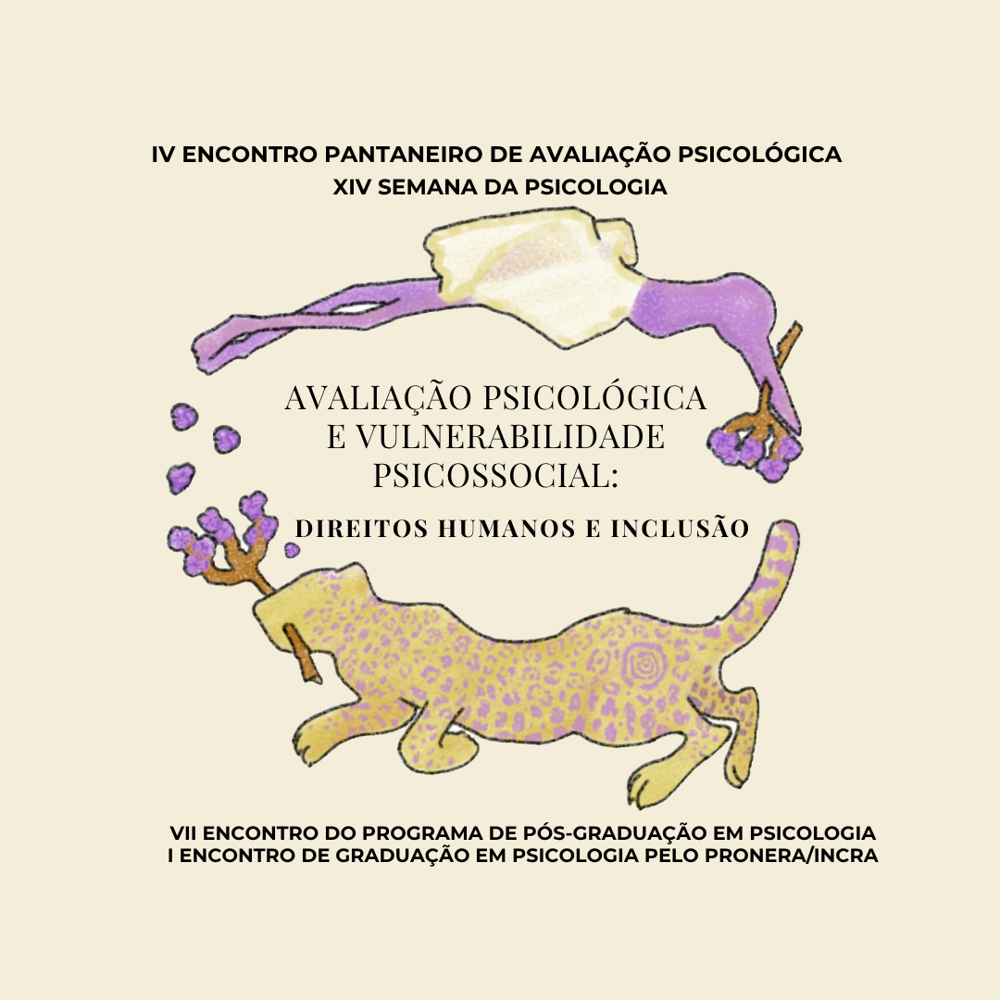 IV ENCONTRO PANTANEIRO DE AVALIAÇÃO PSICOLÓGICA
XIV SEMANA DA PSICOLOGIA
AVALIAÇÃO PSICOLÓGICA
E VULNERABILIDADE
PSICOSSOCIAL:
DIREITOS HUMANOS E INCLUSÃO
VII ENCONTRO DO PROGRAMA DE PÓS-GRADUAÇÃO EM PSICOLOGIA
I ENCONTRO DE GRADUAÇÃO EM PSICOLOGIA PELO PRONERA/INCRA